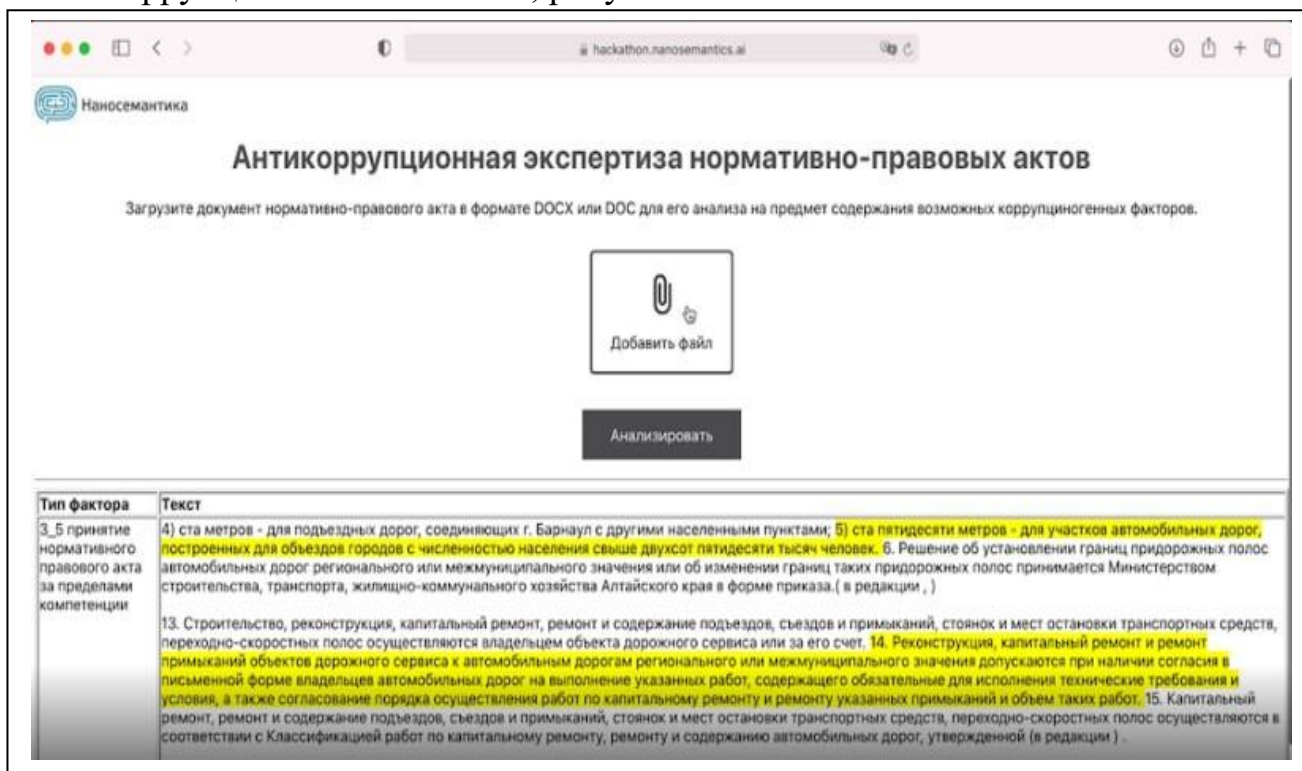 hackathon.nanosemantics.ai
Наносемантика
Антикоррупционная экспертиза нормативно-правовых актов
Загрузите документ нормативно-правового акта в формате DOCX или DOC для его анализа на предмет содержания возможных коррупциногенных факторов.
Добавить файл
Анализировать
Тип фактора
Текст
3_5 принятие
нормативного
правового акта
за пределами
компетенции
4) ста метров - для подъездных дорог, соединяющих г. Барнаул с другими населенными пунктами; 5) ста пятидесяти метров - для участков автомобильных дорог,
построенных для объездов городов с численностью населения свыше двухсот пятидесяти тысяч человек. 6. Решение об установлении границ придорожных полос
автомобильных дорог регионального или межмуниципального значения или об изменении границ таких придорожных полос принимается Министерством
строительства, транспорта, жилищно-коммунального хозяйства Алтайского края в форме приказа.( в редакции , )
13. Строительство, реконструкция, капитальный ремонт, ремонт и содержание подъездов, съездов и примыканий, стоянок и мест остановки транспортных средств,
переходно-скоростных полос осуществляются владельцем объекта дорожного сервиса или за его счет. 14. Реконструкция, капитальный ремонт и ремонт
примыканий объектов дорожного сервиса к автомобильным дорогам регионального или межмуниципального значения допускаются при наличии согласия в
письменной форме владельцев автомобильных дорог на выполнение указанных работ, содержащего обязательные для исполнения технические требования и
условия, а также согласование порядка осуществления работ по капитальному ремонту и ремонту указанных примыканий и объем таких работ. 15. Капитальный
ремонт, ремонт и содержание подъездов, съездов и примыканий, стоянок и мест остановки транспортных средств, переходно-скоростных полос осуществляются в
соответствии с Классификацией работ по капитальному ремонту, ремонту и содержанию автомобильных дорог, утвержденной (в редакции ) .